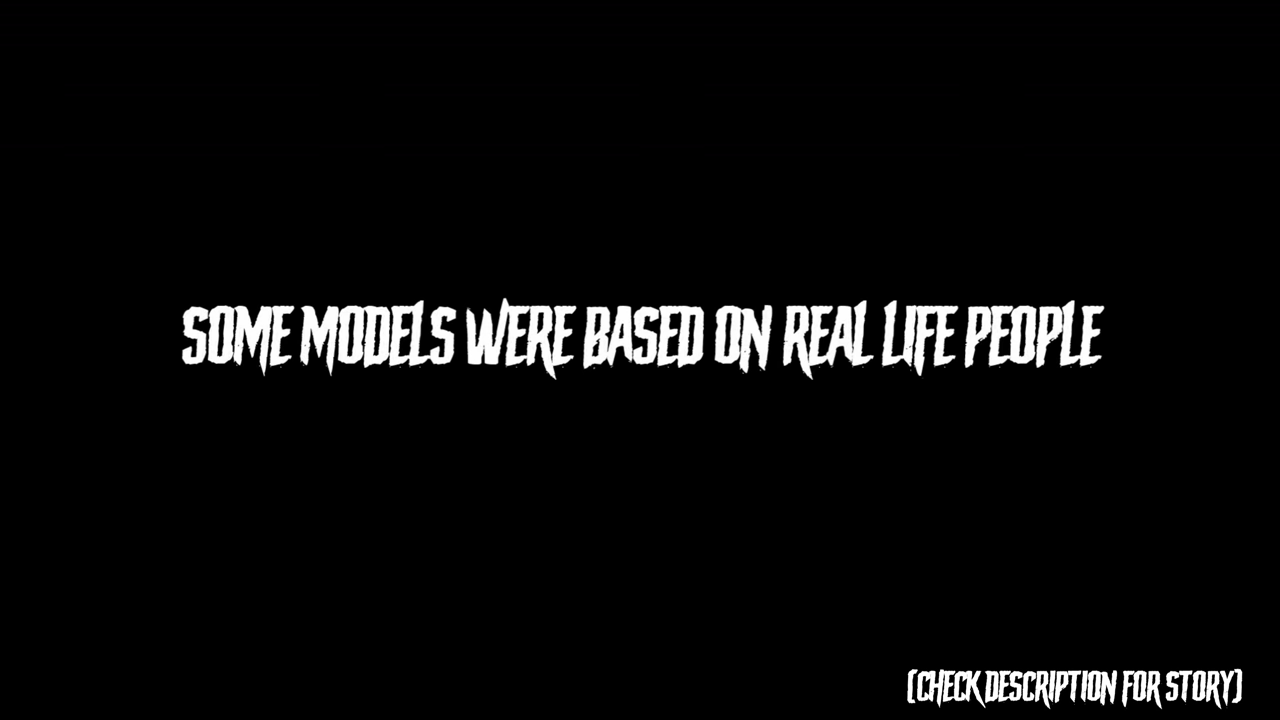 SOME MODELS WERE BASED ON REAL LIFE PEOPLE
(CHECK DESCRIPTION FOR STORY)